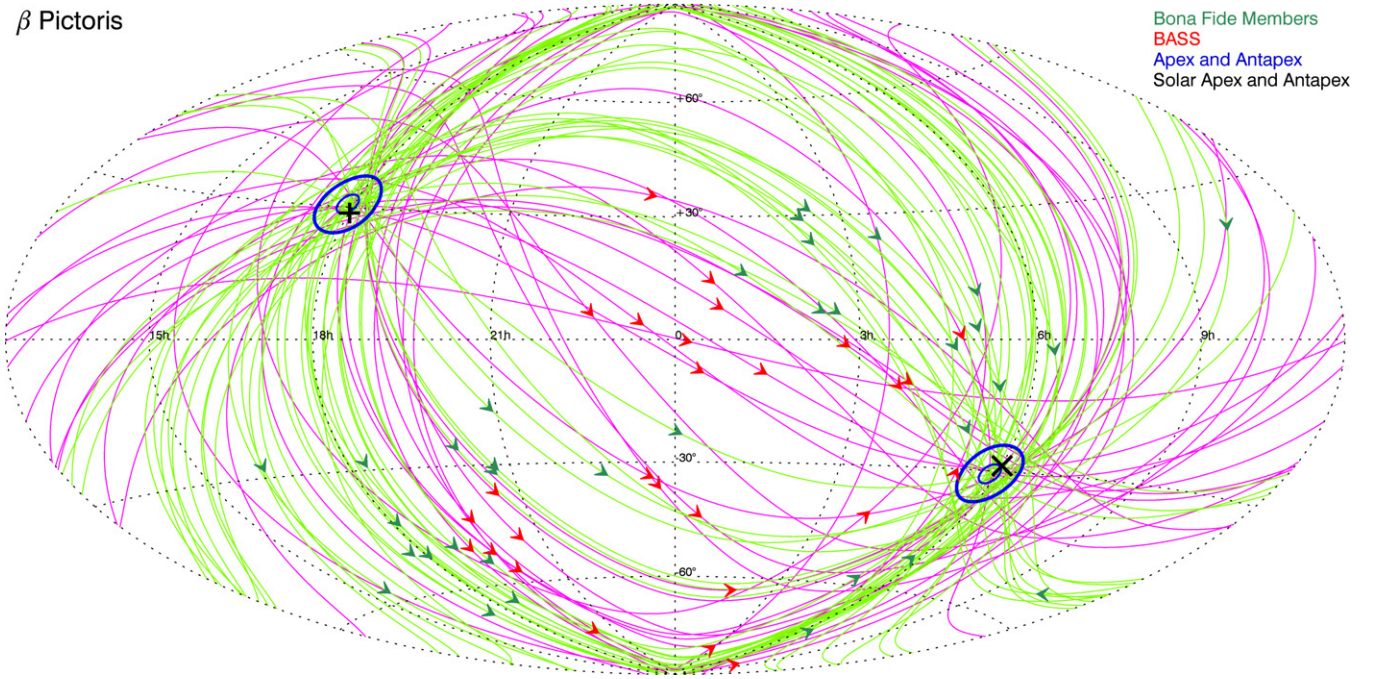 β Pictoris
Bona Fide Members
BASS
Apex and Antapex
Solar Apex and Antapex
+60°
+30°
15h 18h 21h 0 3h 6h 9h
-30°
-60°